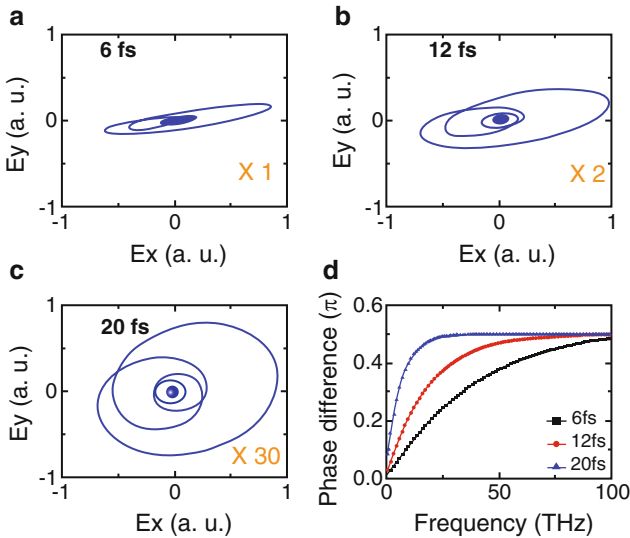 a
6 fs
1
0
-1
Ey (a. u.)
X 1
-1 0 1
Ex (a. u.)
b
12 fs
1
0
-1
Ey (a. u.)
X 2
-1 0 1
Ex (a. u.)
c
20 fs
1
0
-1
Ey (a. u.)
X 30
-1 0 1
Ex (a. u.)
d
0.6
0.4
0.2
0.0
Phase difference (π)
6fs
12fs
20fs
0 50 100
Frequency (THz)